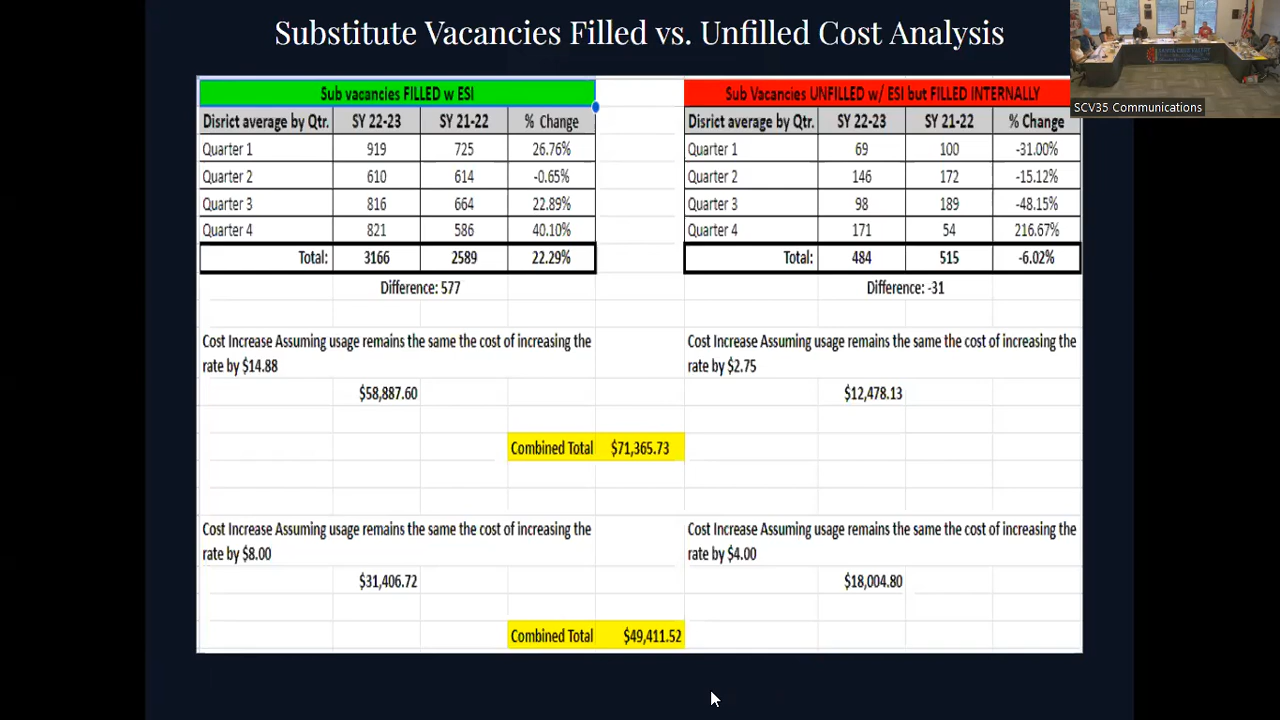 Substitute Vacancies Filled vs. Unfilled Cost Analysis
SCV35 Communications
Sub vacancies FILLED w ESI
Disrict average by Qtr. SY 22-23 SY 21-22 % Change
Quarter 1 919 725 26.76%
Quarter 2 610 614 -0.65%
Quarter 3 816 664 22.89%
Quarter 4 821 586 40.10%
Total: 3166 2589 22.29%
Difference: 577
Cost Increase Assuming usage remains the same the cost of increasing the
rate by $14.88
$58,887.60
Sub Vacancies UNFILLED w/ ESI but FILLED INTERNALLY
Disrict average by Qtr. SY 22-23 SY 21-22 % Change
Quarter 1 69 100 -31.00%
Quarter 2 146 172 -15.12%
Quarter 3 98 189 -48.15%
Quarter 4 171 54 216.67%
Total: 484 515 -6.02%
Difference: -31
Cost Increase Assuming usage remains the same the cost of increasing the
rate by $2.75
$12,478.13
Combined Total $71,365.73
Cost Increase Assuming usage remains the same the cost of increasing the
rate by $8.00
$31,406.72
Cost Increase Assuming usage remains the same the cost of increasing the
rate by $4.00
$18,004.80
Combined Total $49,411.52